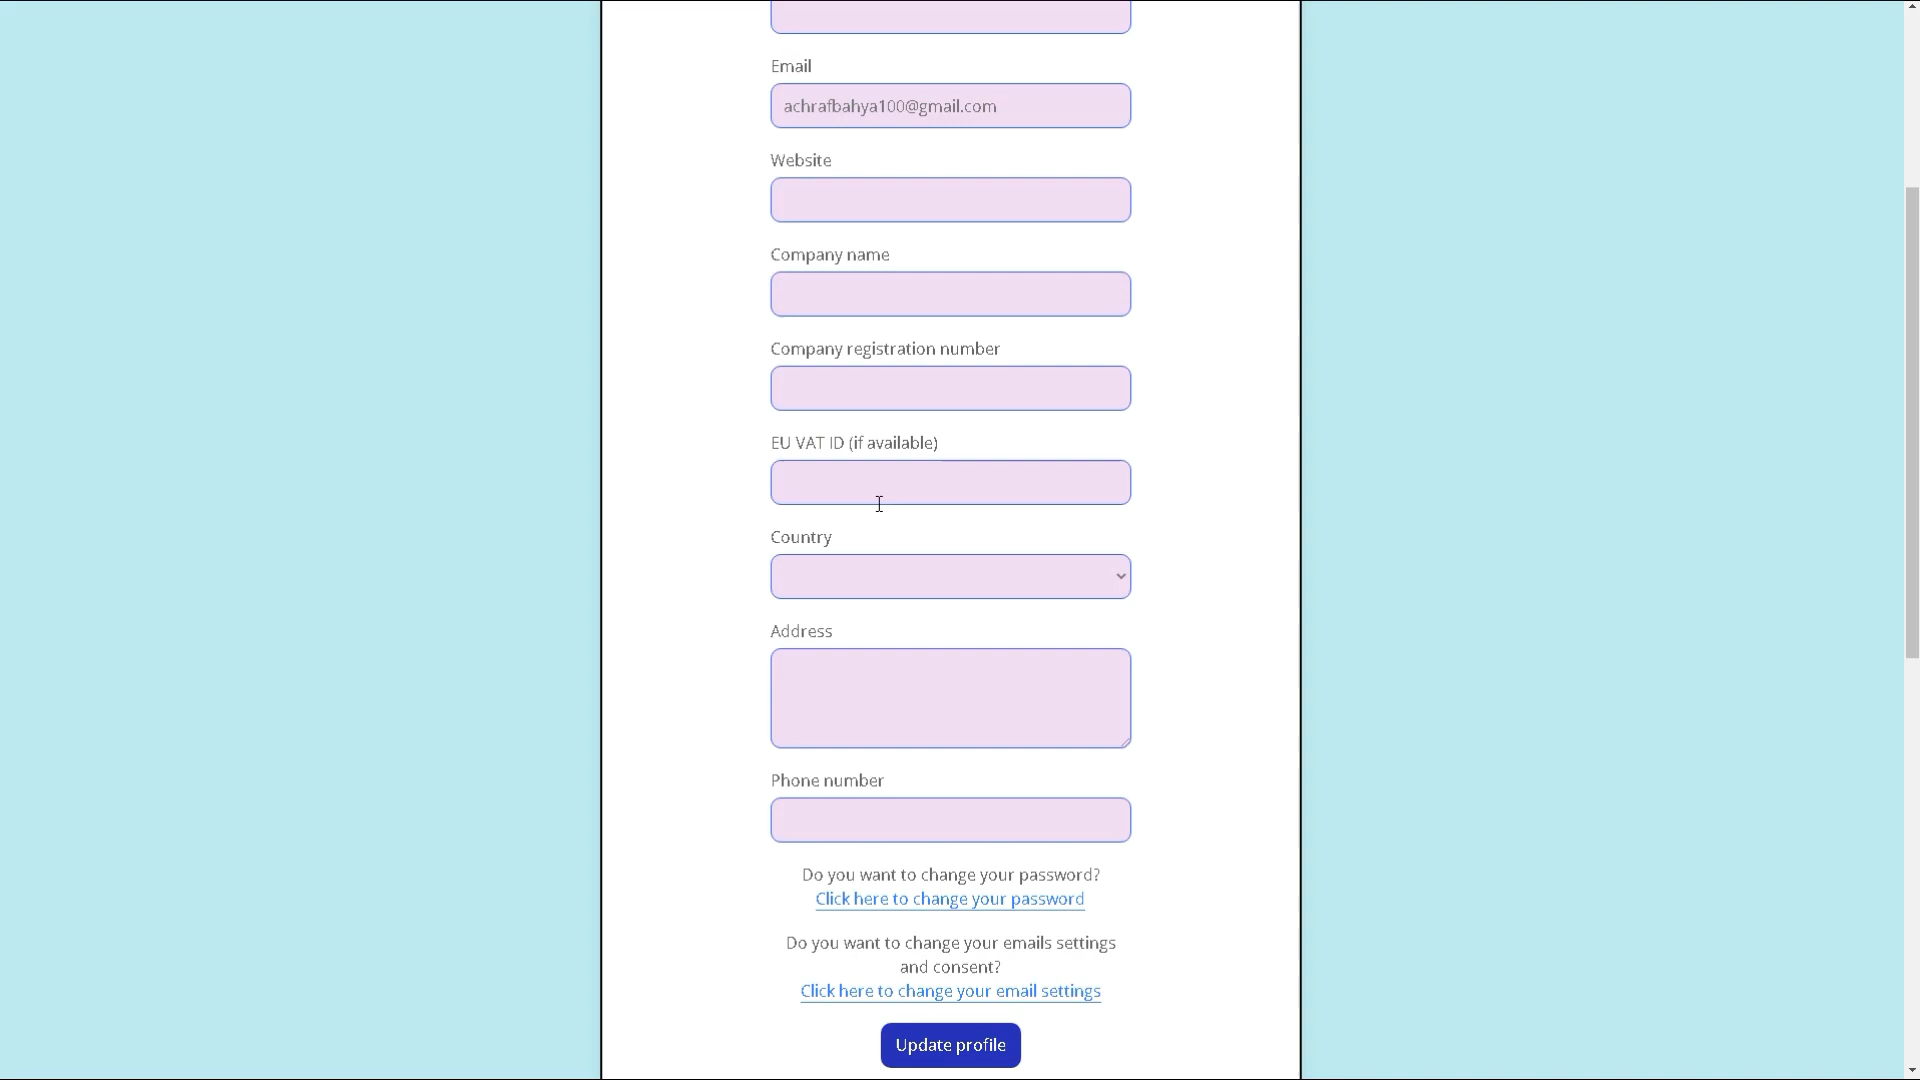 Email
achrafbahya100@gmail.com
Website
Company name
Company registration number
EU VAT ID (if available)
Country
Address
Phone number
Do you want to change your password?
Click here to change your password
Do you want to change your emails settings
and consent?
Click here to change your email settings
Update profile